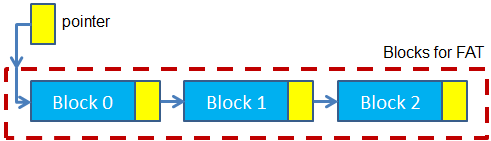 pointer
Blocks for FAT
Block 0
Block 1
Block 2